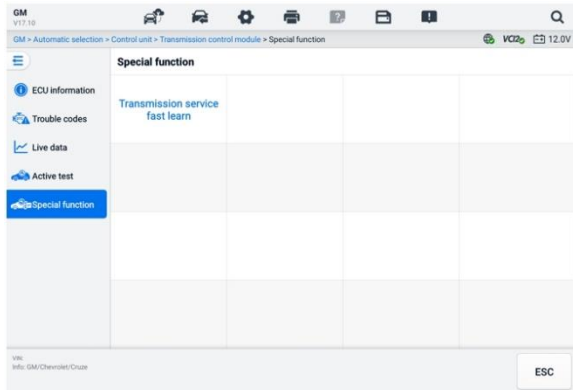 GM
V17.10
GM > Automatic selection > Control unit > Transmission control module > Special function
VCI
12.0V
Special function
ECU information
Trouble codes
Live data
Active test
Special function
Transmission service
fast learn
VIN:
Info: GM/Chevrolet/Cruze
ESC